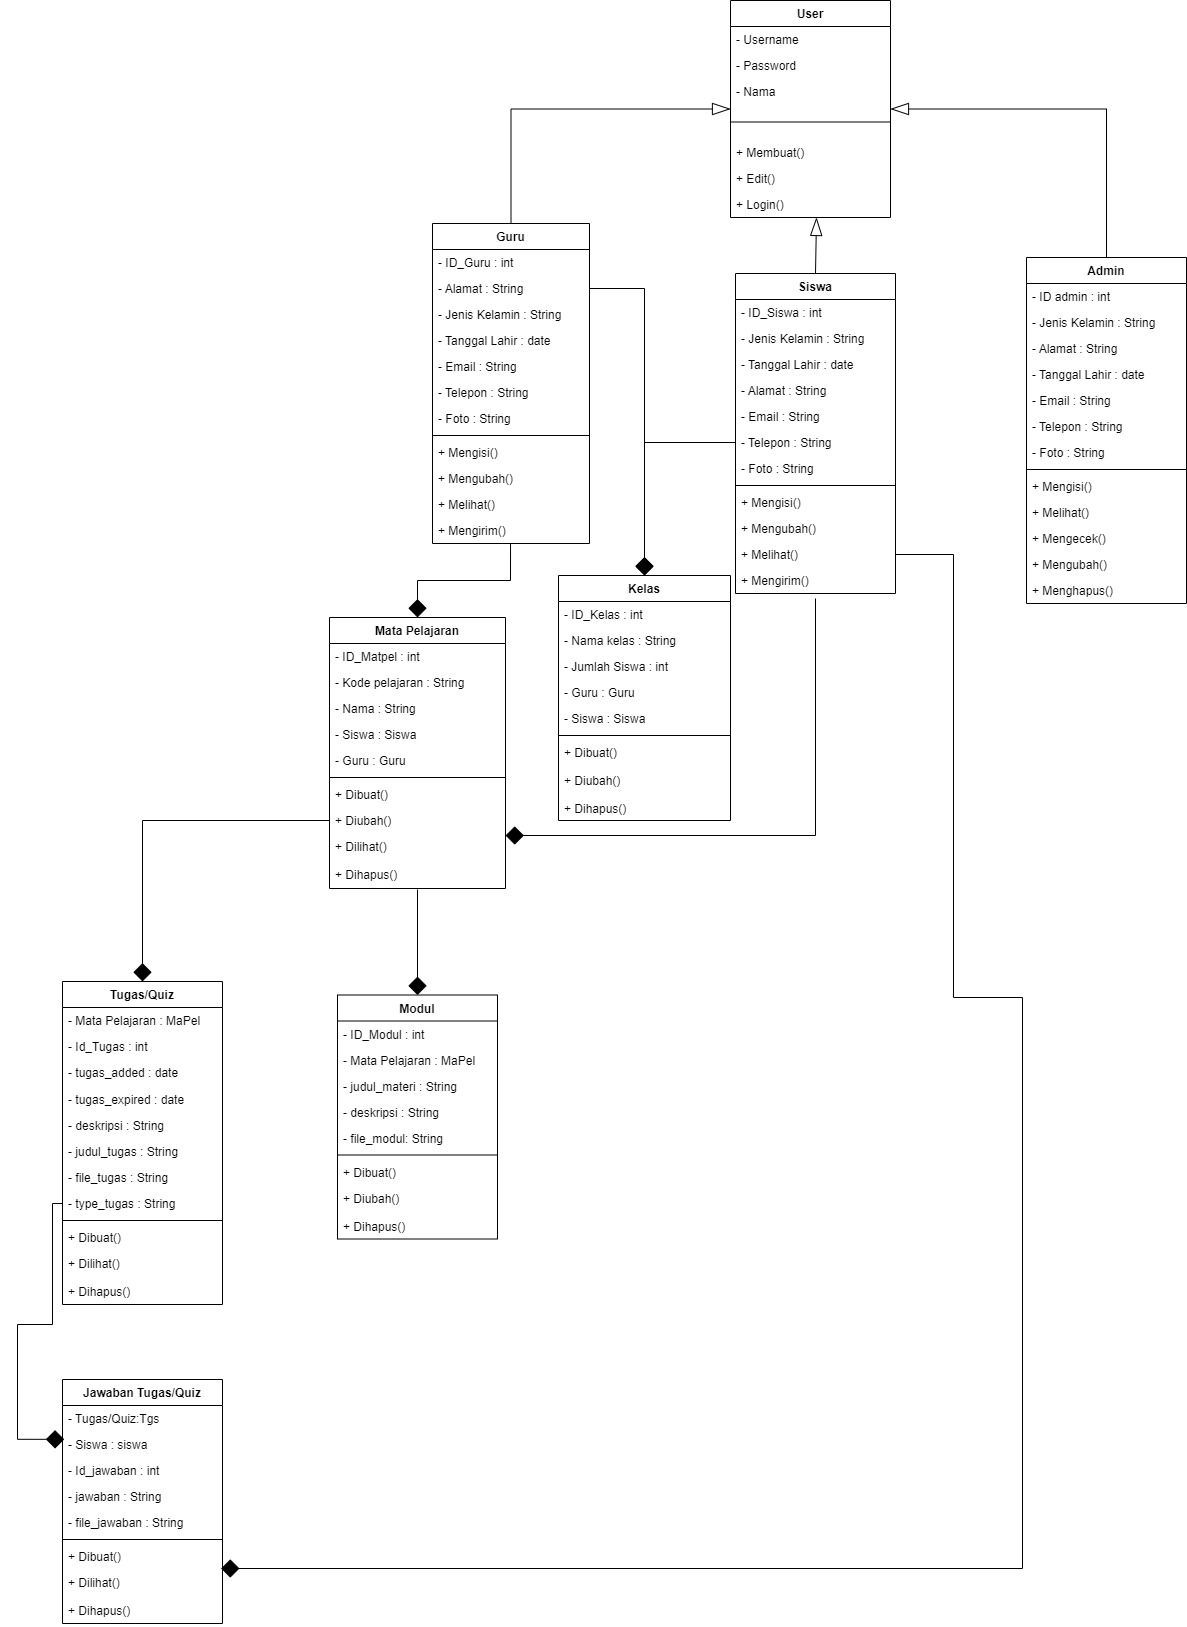 User
- Username
- Password
- Nama
+ Membuat()
+ Edit()
+ Login()
Guru
- ID_Guru : int
- Alamat : String
- Jenis Kelamin : String
- Tanggal Lahir : date
- Email : String
- Telepon : String
- Foto : String
+ Mengisi()
+ Mengubah()
+ Melihat()
+ Mengirim()
Siswa
- ID_Siswa : int
- Jenis Kelamin : String
- Tanggal Lahir : date
- Alamat : String
- Email : String
- Telepon : String
- Foto : String
+ Mengisi()
+ Mengubah()
+ Melihat()
+ Mengirim()
Admin
- ID admin : int
- Jenis Kelamin : String
- Alamat : String
- Tanggal Lahir : date
- Email : String
- Telepon : String
- Foto : String
+ Mengisi()
+ Melihat()
+ Mengecek()
+ Mengubah()
+ Menghapus()
Kelas
- ID_Kelas : int
- Nama kelas : String
- Jumlah Siswa : int
- Guru : Guru
- Siswa : Siswa
+ Dibuat()
+ Diubah()
+ Dihapus()
Mata Pelajaran
- ID_Matpel : int
- Kode pelajaran : String
- Nama : String
- Siswa : Siswa
- Guru : Guru
+ Dibuat()
+ Diubah()
+ Dilihat()
+ Dihapus()
Tugas/Quiz
- Mata Pelajaran : MaPel
- Id_Tugas : int
- tugas_added : date
- tugas_expired : date
- deskripsi : String
- judul_tugas : String
- file_tugas : String
- type_tugas : String
+ Dibuat()
+ Dilihat()
+ Dihapus()
Modul
- ID_Modul : int
- Mata Pelajaran : MaPel
- judul_materi : String
- deskripsi : String
- file_modul: String
+ Dibuat()
+ Diubah()
+ Dihapus()
Jawaban Tugas/Quiz
- Tugas/Quiz:Tgs
- Siswa : siswa
- Id_jawaban : int
- jawaban : String
- file_jawaban : String
+ Dibuat()
+ Dilihat()
+ Dihapus()